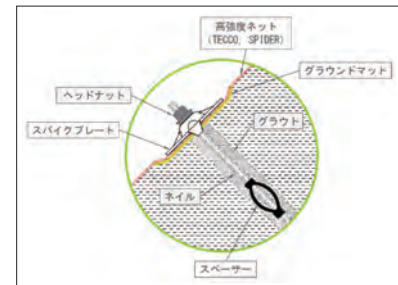 高強度ネット
(TECCO, SPIDER)
グラウンドマット
ヘッドナット
スパイクプレート
グラウト
ネイル
スペーサー